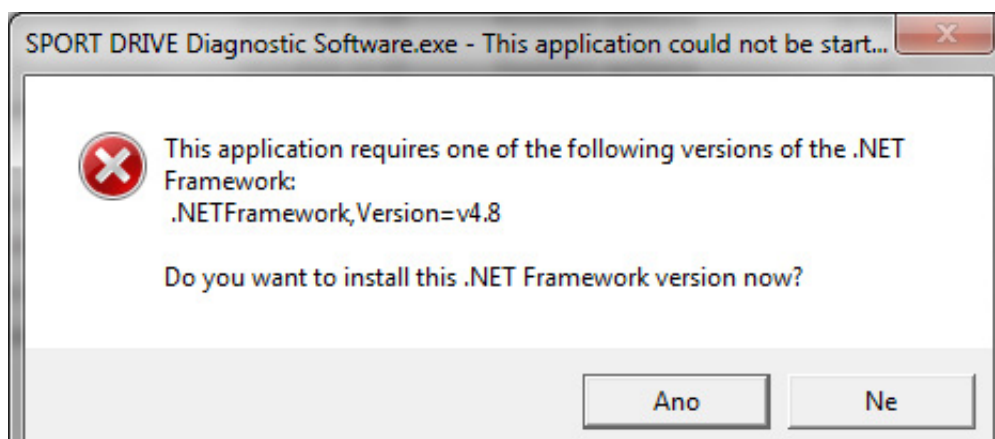 SPORT DRIVE Diagnostic Software.exe - This application could not be start...
This application requires one of the following versions of the .NET
Framework:
.NETFramework,Version=v4.8
Do you want to install this .NET Framework version now?
Ano
Ne